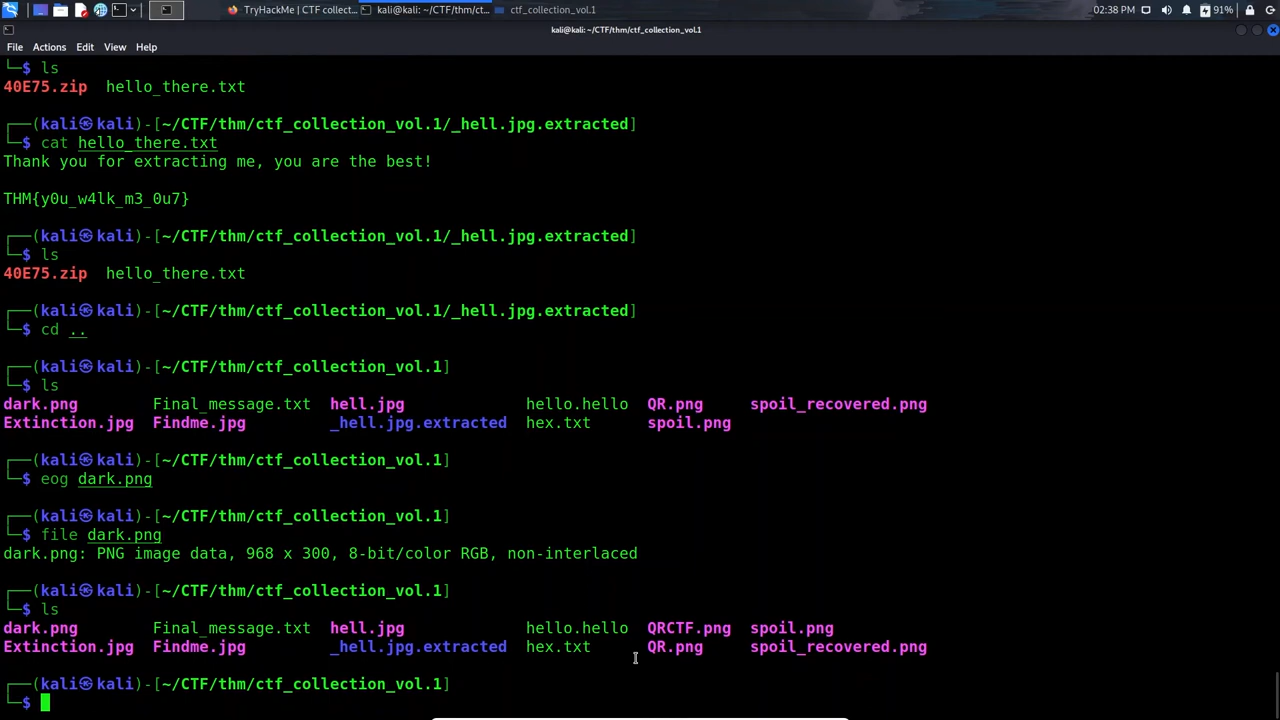 TryHackMe | CTF collect...
kali@kali: ~/CTF/thm/ct...
ctf_collection_vol.1
02:38 PM
91%
kali@kali: ~/CTF/thm/ctf_collection_vol.1
File Actions Edit View Help
└─$ ls
40E75.zip hello_there.txt
┌──(kali㉿kali)-[~/CTF/thm/ctf_collection_vol.1/_hell.jpg.extracted]
└─$ cat hello_there.txt
Thank you for extracting me, you are the best!
THM{y0u_w4lk_m3_0u7}
┌──(kali㉿kali)-[~/CTF/thm/ctf_collection_vol.1/_hell.jpg.extracted]
└─$ ls
40E75.zip hello_there.txt
┌──(kali㉿kali)-[~/CTF/thm/ctf_collection_vol.1/_hell.jpg.extracted]
└─$ cd ..
┌──(kali㉿kali)-[~/CTF/thm/ctf_collection_vol.1]
└─$ ls
dark.png Final_message.txt hell.jpg hello.hello QR.png spoil_recovered.png
Extinction.jpg Findme.jpg _hell.jpg.extracted hex.txt spoil.png
┌──(kali㉿kali)-[~/CTF/thm/ctf_collection_vol.1]
└─$ eog dark.png
┌──(kali㉿kali)-[~/CTF/thm/ctf_collection_vol.1]
└─$ file dark.png
dark.png: PNG image data, 968 x 300, 8-bit/color RGB, non-interlaced
┌──(kali㉿kali)-[~/CTF/thm/ctf_collection_vol.1]
└─$ ls
dark.png Final_message.txt hell.jpg hello.hello QRCTF.png spoil.png
Extinction.jpg Findme.jpg _hell.jpg.extracted hex.txt QR.png spoil_recovered.png
┌──(kali㉿kali)-[~/CTF/thm/ctf_collection_vol.1]
└─$